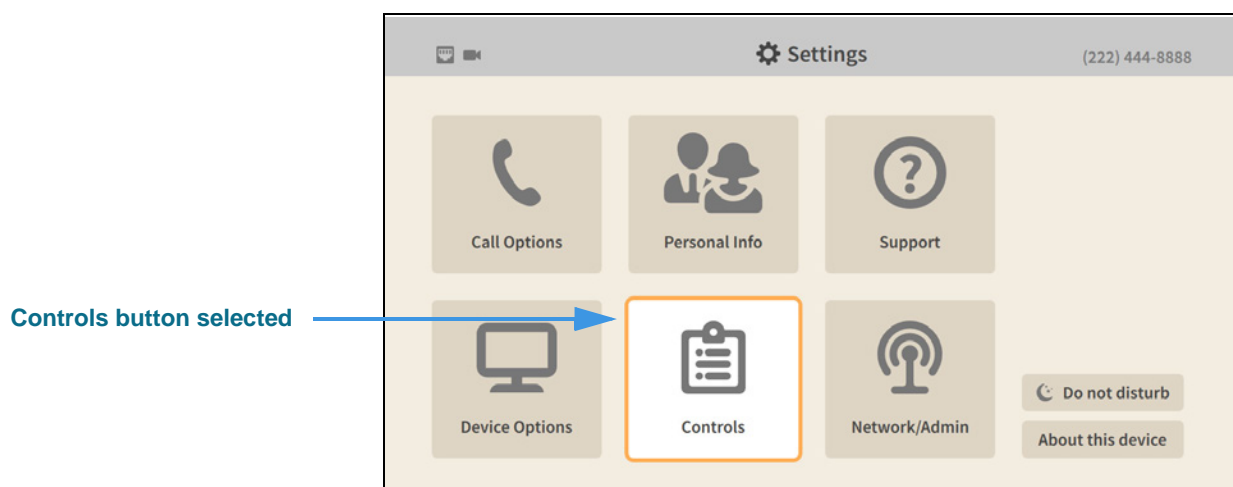 Settings
(222) 444-8888
Call Options
Personal Info
Support
Controls button selected
Device Options
Controls
Network/Admin
Do not disturb
About this device